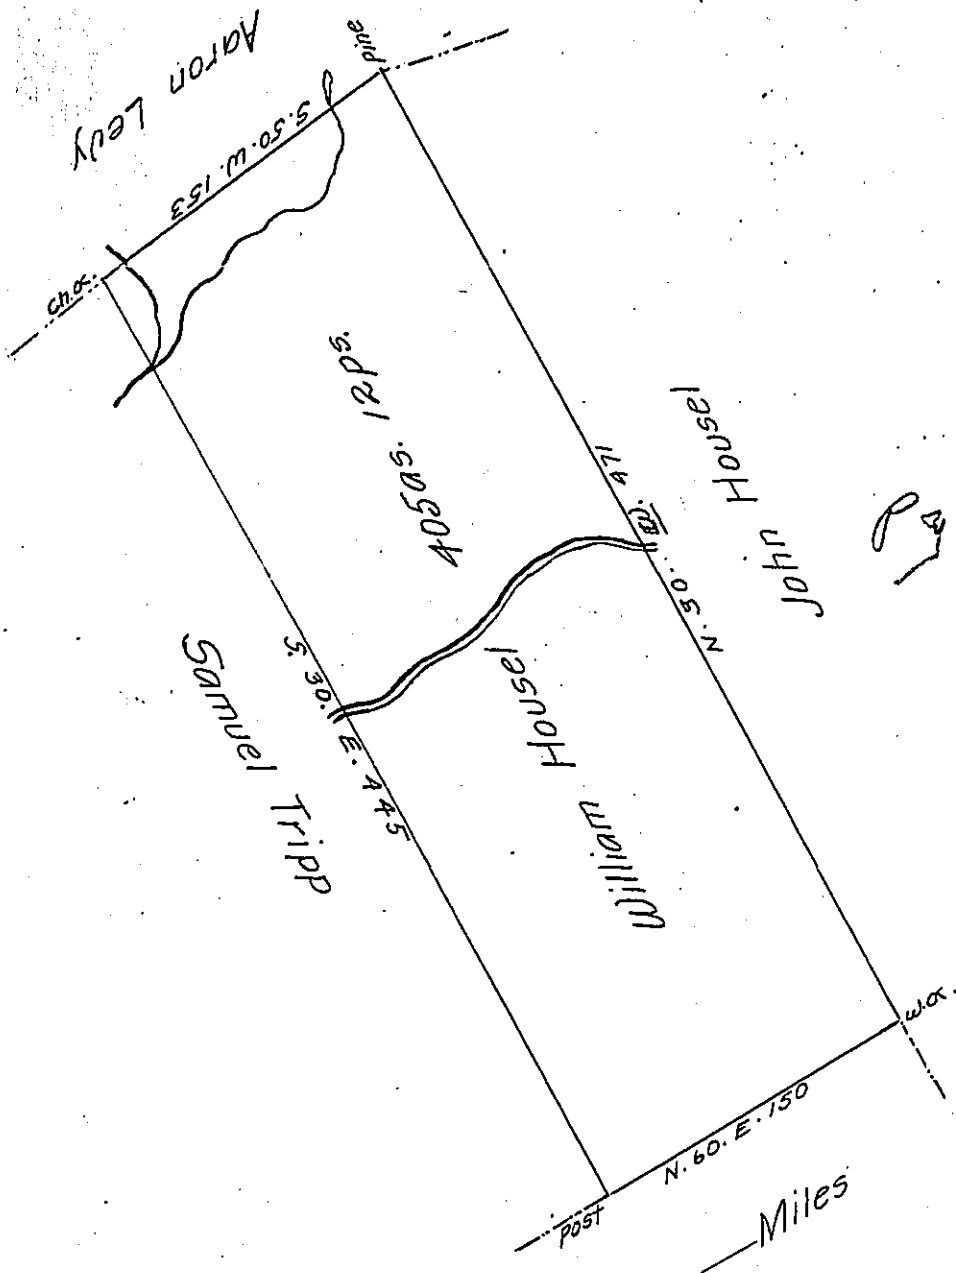 Aaron Levy
pine
S. 50. W. 153
ch.o.
405as. 12ps.
N. 30. W. 471
John Housel
S. 30. E. 445
Samuel Tripp
William Housel
w.o.
N. 60. E. 150
Post
Miles